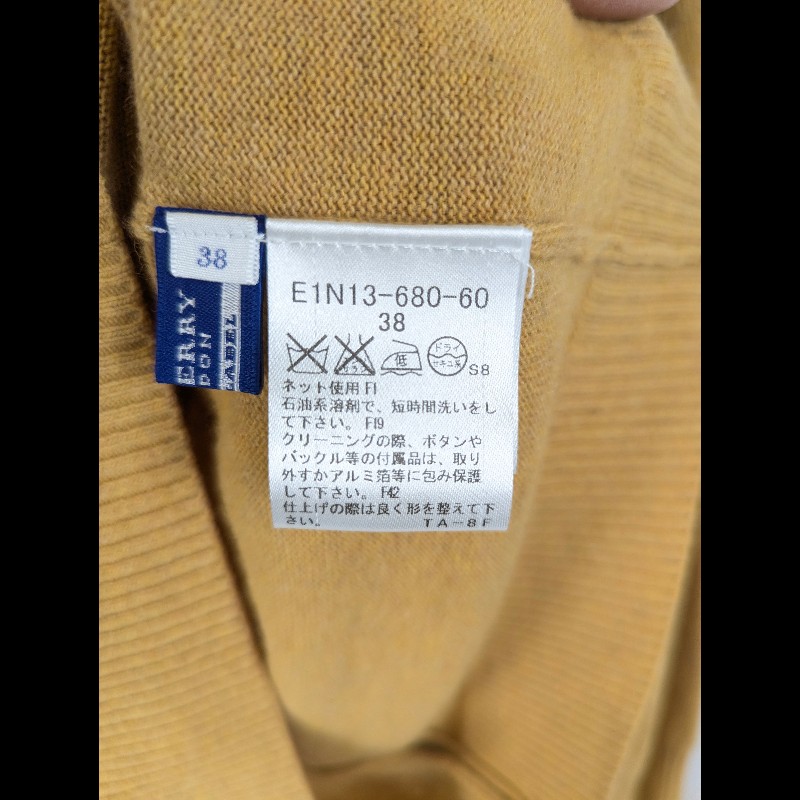 38
ERRY
DON
E1N13-680-60
38
低
ドライ
セキユ系
S8
ネット使用 F1
石油系溶剤で、短時間洗いをし
て下さい。 F19
クリーニングの際、ボタンや
バックル等の付属品は、取り
外すかアルミ箔等に包み保護
して下さい。 F42
仕上げの際は良く形を整えて下
さい。 TA-8F